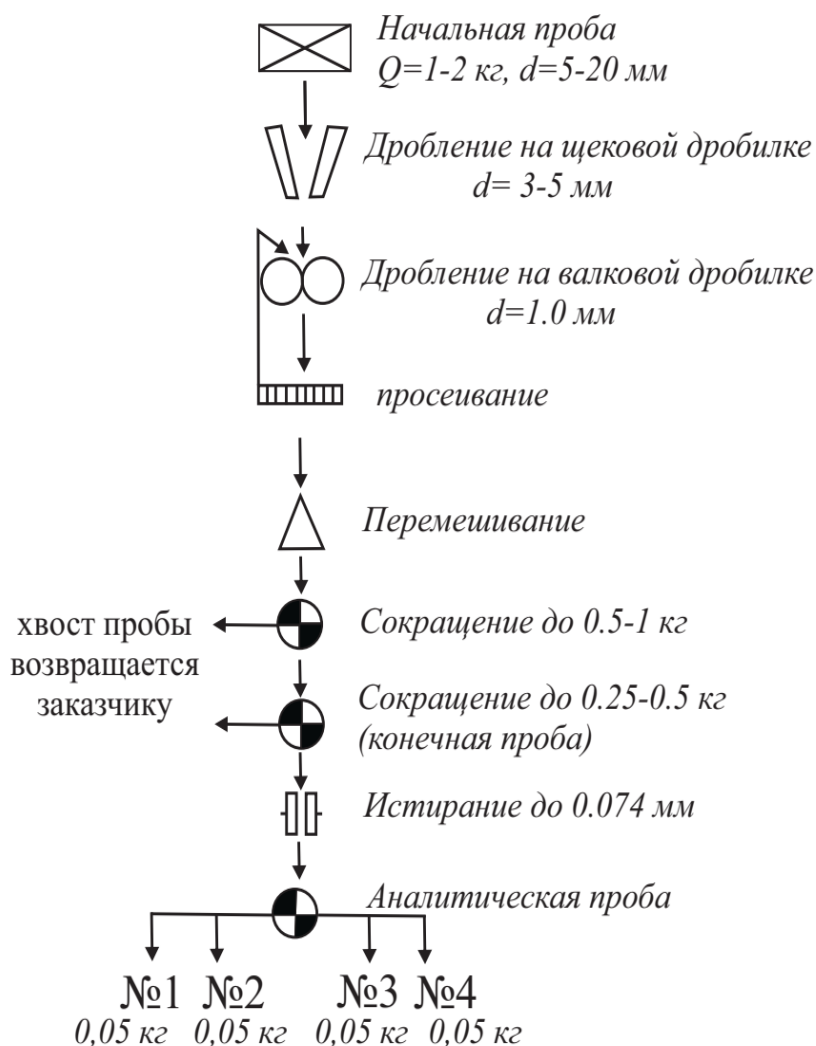 Начальная проба
Q=1-2 кг, d=5-20 мм
Дробление на щековой дробилке
d= 3-5 мм
Дробление на валковой дробилке
d=1.0 мм
просеивание
Перемешивание
хвост пробы
возвращается
заказчику
Сокращение до 0.5-1 кг
Сокращение до 0.25-0.5 кг
(конечная проба)
Истирание до 0.074 мм
Аналитическая проба
№1 №2 №3 №4
0,05 кг 0,05 кг 0,05 кг 0,05 кг